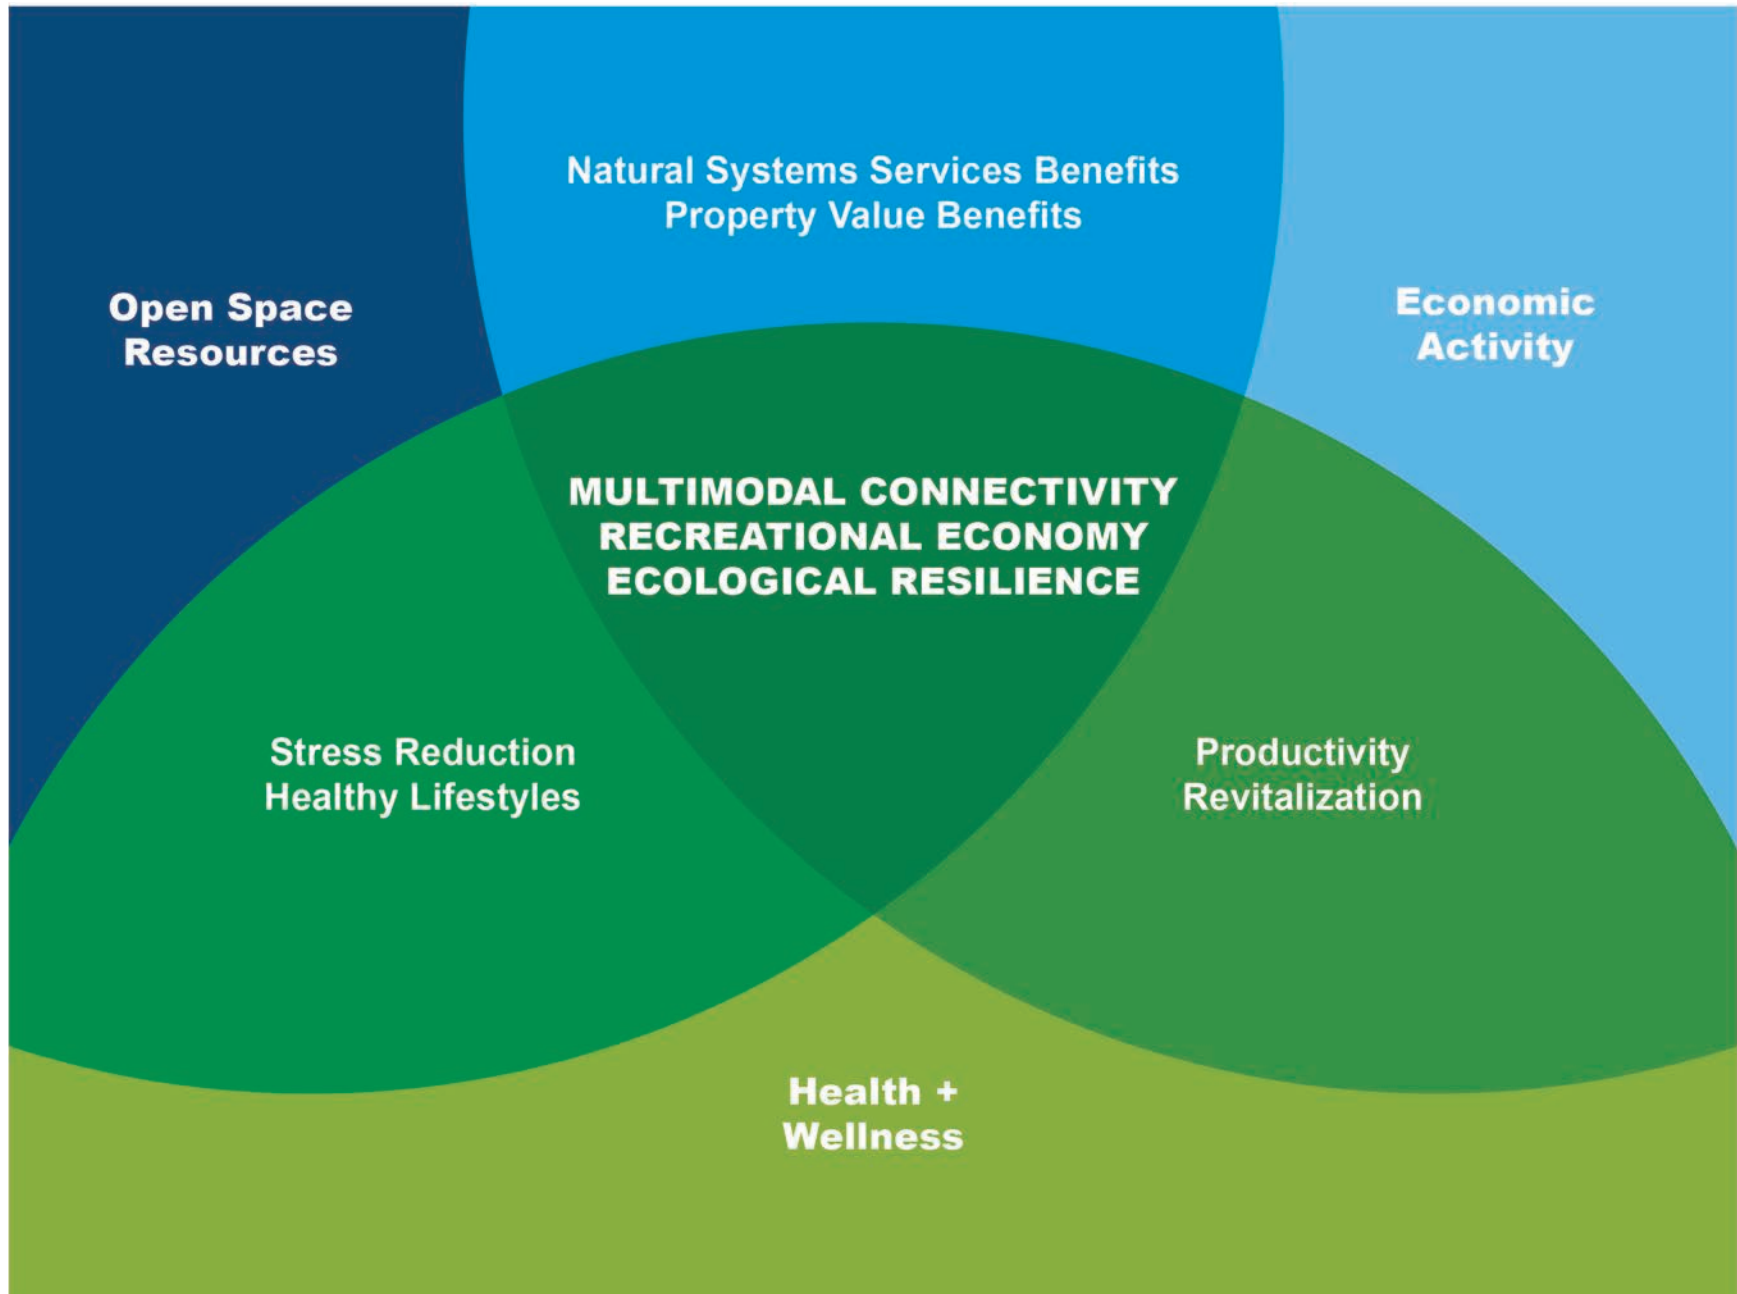 Natural Systems Services Benefits
Property Value Benefits
Open Space
Resources
Economic
Activity
MULTIMODAL CONNECTIVITY
RECREATIONAL ECONOMY
ECOLOGICAL RESILIENCE
Stress Reduction
Healthy Lifestyles
Productivity
Revitalization
Health +
Wellness